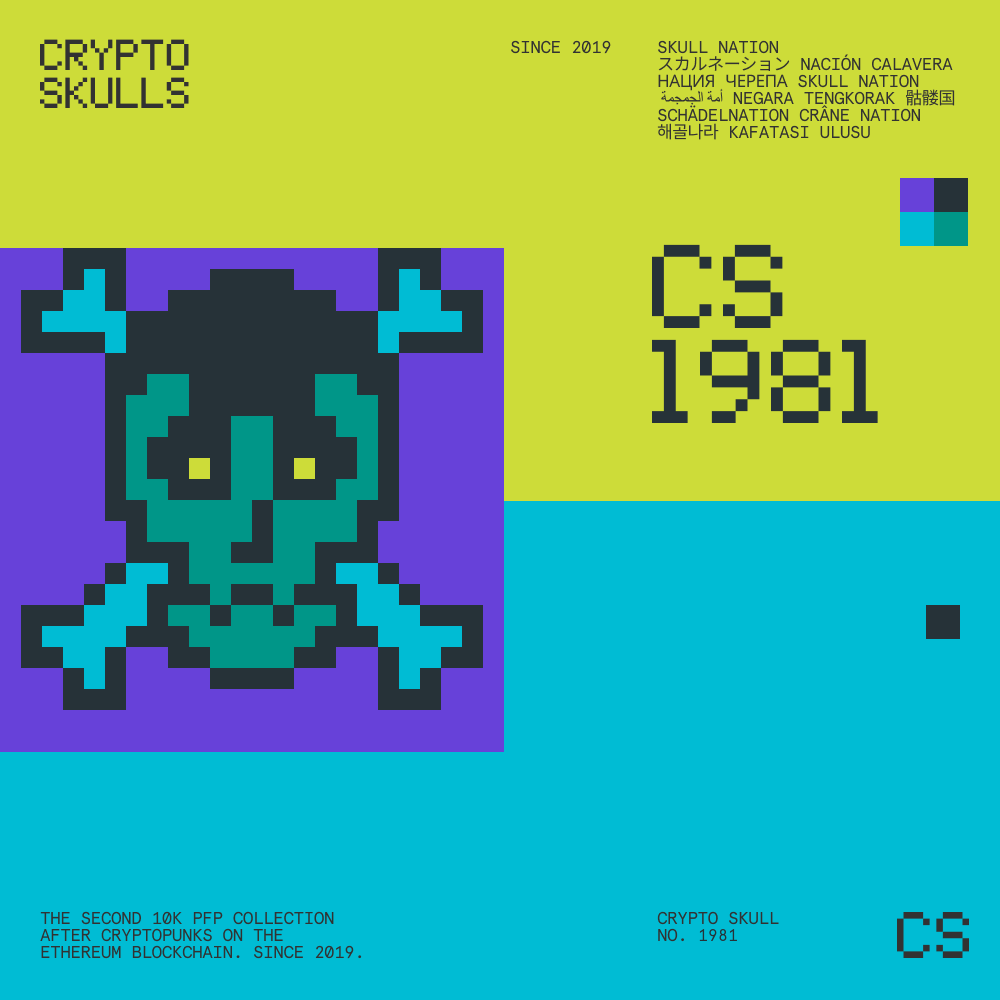 CRYPTO
SKULLS
SINCE 2019
SKULL NATION
スカルネーション NACIÓN CALAVERA
НАЦИЯ ЧЕРЕПА SKULL NATION
أمة الجمجمة NEGARA TENGKORAK 骷髅国
SCHÄDELNATION CRÂNE NATION
해골나라 KAFATASI ULUSU
CS
1981
THE SECOND 10K PFP COLLECTION
AFTER CRYPTOPUNKS ON THE
ETHEREUM BLOCKCHAIN. SINCE 2019.
CRYPTO SKULL
NO. 1981
CS